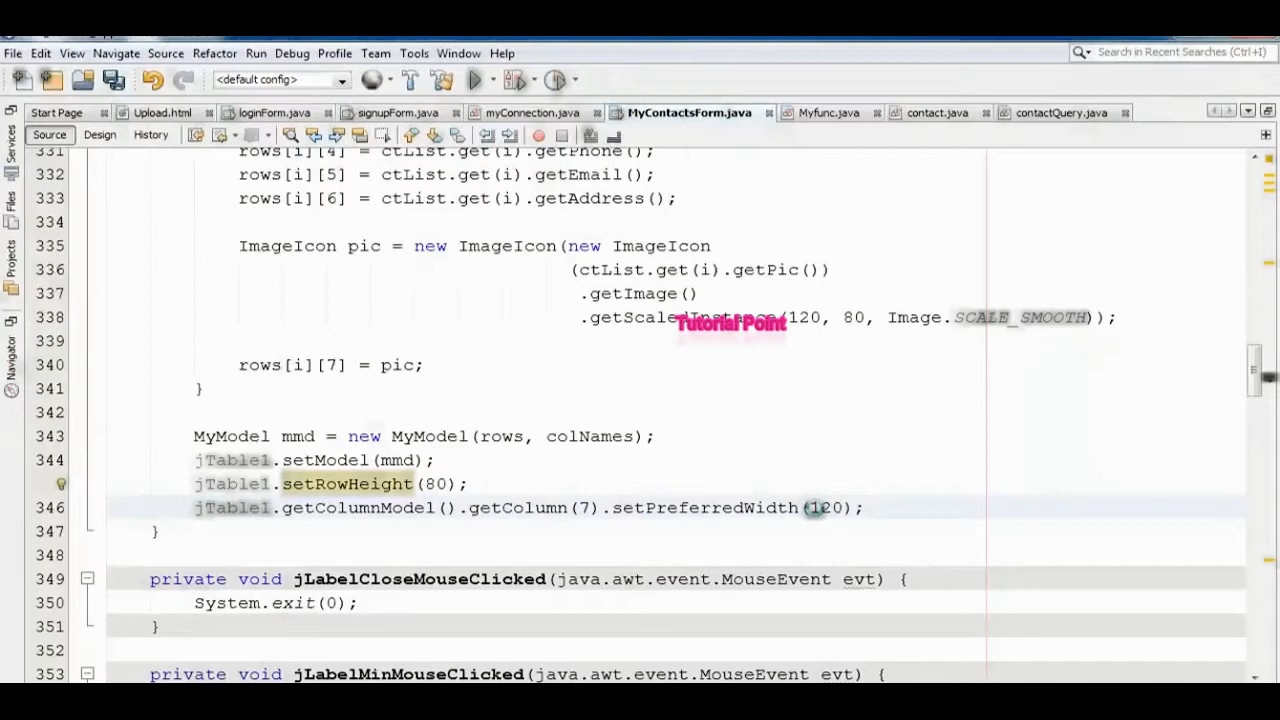 File Edit View Navigate Source Refactor Run Debug Profile Team Tools Window Help
Search in Recent Searches (Ctrl+I)
<default config>
Start Page Upload.html loginForm.java signupForm.java myConnection.java MyContactsForm.java Myfunc.java contact.java contactQuery.java
Source Design History
Services
Files
Projects
Navigator
331 rows[i][4] = ctList.get(i).getPhone();
332 rows[i][5] = ctList.get(i).getEmail();
333 rows[i][6] = ctList.get(i).getAddress();
334
335 ImageIcon pic = new ImageIcon(new ImageIcon
336 (ctList.get(i).getPic())
337 .getImage()
338 .getScaledInstance(120, 80, Image.SCALE_SMOOTH));
Tutorial Point
339
340 rows[i][7] = pic;
341 }
342
343 MyModel mmd = new MyModel(rows, colNames);
344 jTable1.setModel(mmd);
jTable1.setRowHeight(80);
346 jTable1.getColumnModel().getColumn(7).setPreferredWidth(120);
347 }
348
349 private void jLabelCloseMouseClicked(java.awt.event.MouseEvent evt) {
350 System.exit(0);
351 }
352
353 private void jLabelMinMouseClicked(java.awt.event.MouseEvent evt) {